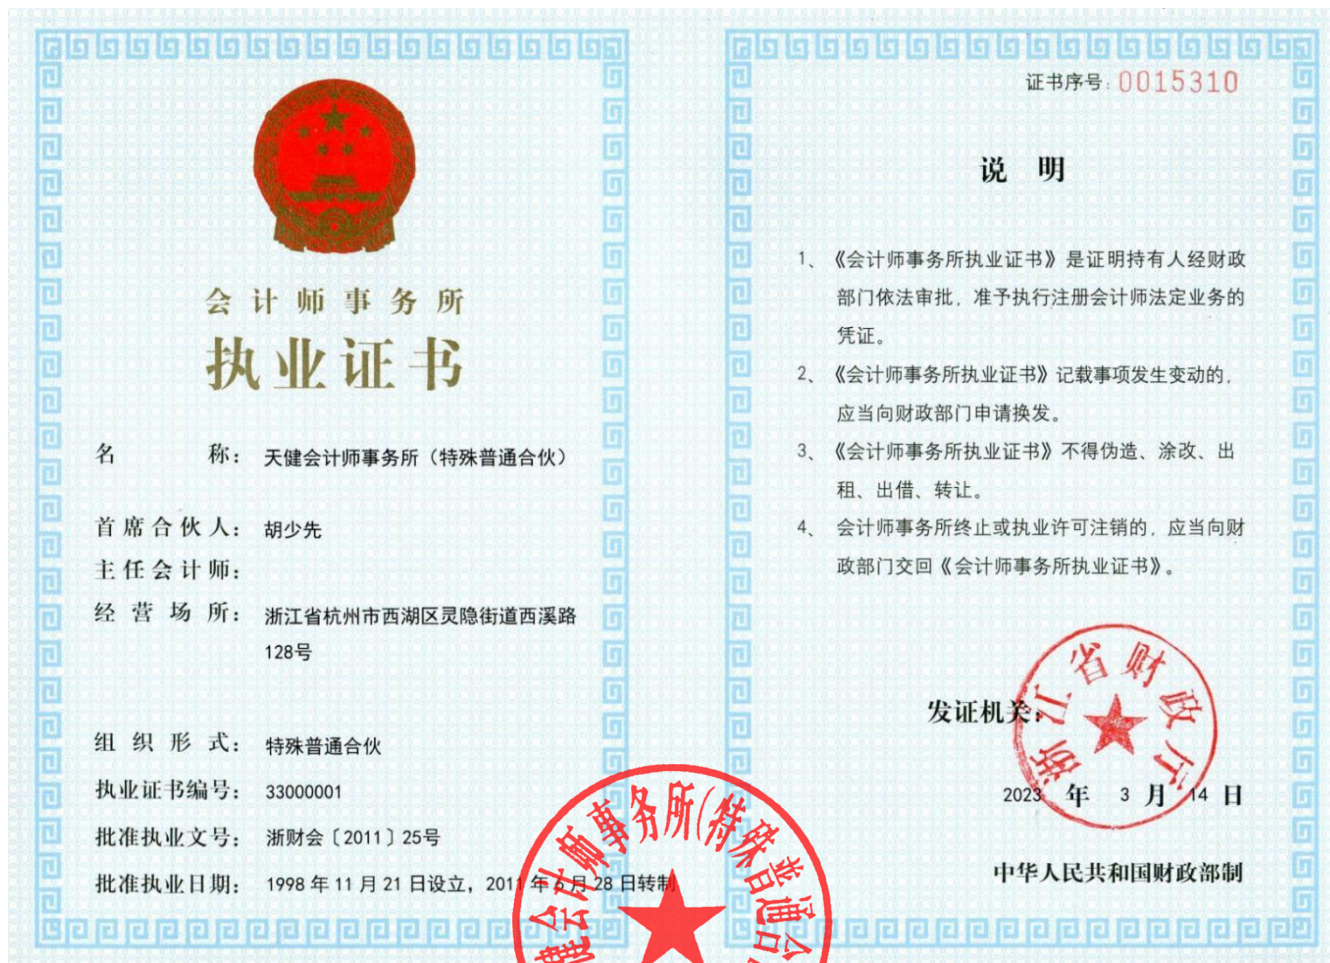 会计师事务所
执业证书
名称：天健会计师事务所（特殊普通合伙）
首席合伙人：胡少先
主任会计师：
经营场所：浙江省杭州市西湖区灵隐街道西溪路
128号
组织形式：特殊普通合伙
执业证书编号：33000001
批准执业文号：浙财会〔2011〕25号
批准执业日期：1998年11月21日设立，2011年6月28日转制
健会计师事务所(特殊普通合
证书序号：0015310
说明
1、《会计师事务所执业证书》是证明持有人经财政
部门依法审批，准予执行注册会计师法定业务的
凭证。
2、《会计师事务所执业证书》记载事项发生变动的，
应当向财政部门申请换发。
3、《会计师事务所执业证书》不得伪造、涂改、出
租、出借、转让。
4、会计师事务所终止或执业许可注销的，应当向财
政部门交回《会计师事务所执业证书》。
发证机关：
浙江省财政厅
2023年3月14日
中华人民共和国财政部制